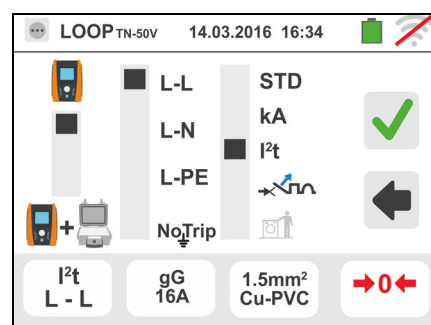 LOOP TN-50V 14.03.2016 16:34
L-L STD
L-N kA
I²t
L-PE
+ NoTrip
I²t gG 1.5mm² →0←
L - L 16A Cu-PVC